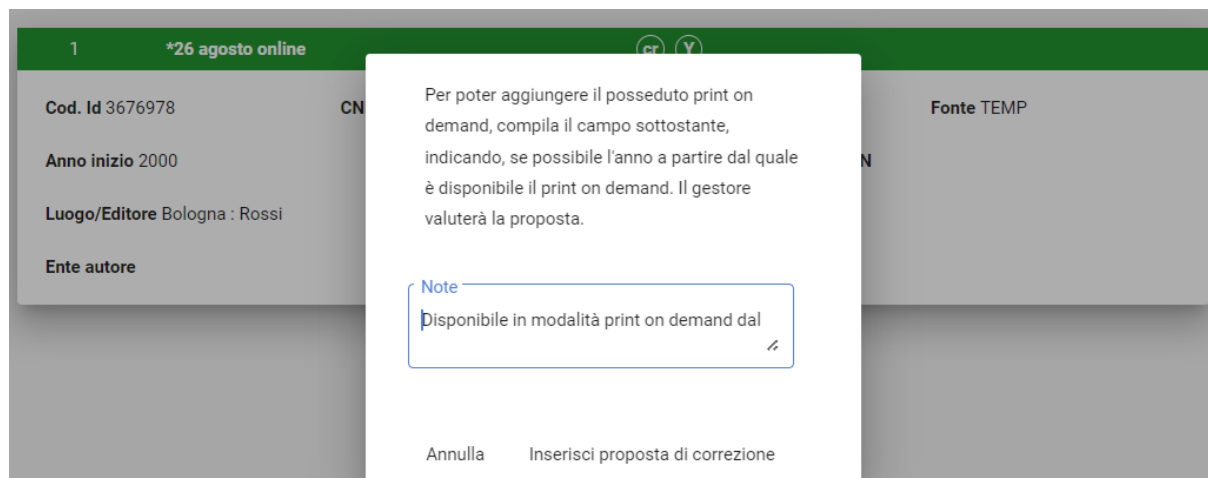 1 *26 agosto online cr Y
Cod. Id 3676978 CN Fonte TEMP
Anno inizio 2000 N
Luogo/Editore Bologna : Rossi
Ente autore
Per poter aggiungere il posseduto print on
demand, compila il campo sottostante,
indicando, se possibile l'anno a partire dal quale
è disponibile il print on demand. Il gestore
valuterà la proposta.
Note
Disponibile in modalità print on demand dal
Annulla Inserisci proposta di correzione